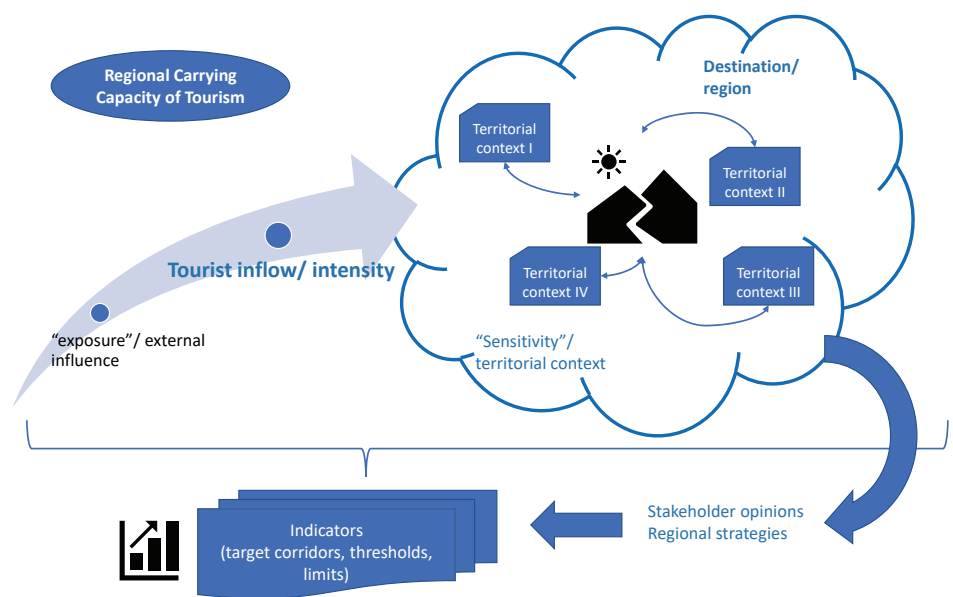 Regional Carrying
Capacity of Tourism
Destination/
region
Territorial
context I
Territorial
context II
Territorial
context IV
Territorial
context III
Tourist inflow/ intensity
“exposure”/ external
influence
“Sensitivity”/
territorial context
Stakeholder opinions
Regional strategies
Indicators
(target corridors, thresholds,
limits)